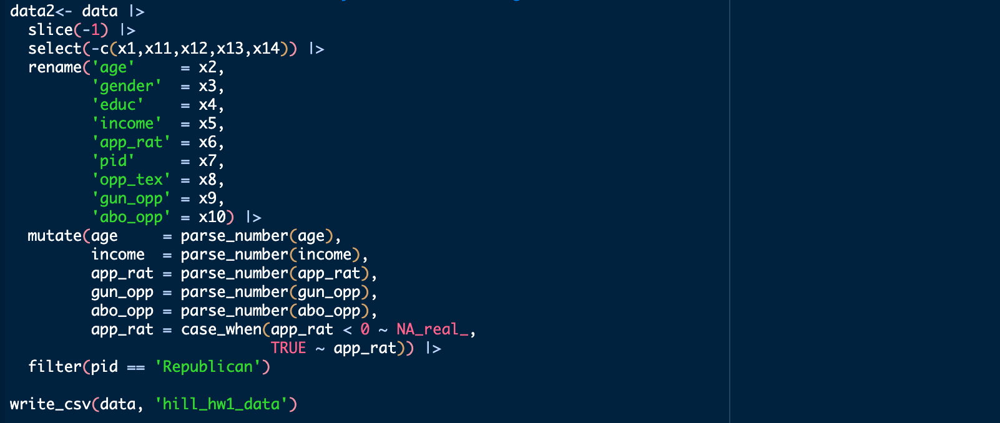 data2<- data |>
  slice(-1) |>
  select(-c(x1,x11,x12,x13,x14)) |>
  rename('age'     = x2,
         'gender'  = x3,
         'educ'    = x4,
         'income'  = x5,
         'app_rat' = x6,
         'pid'     = x7,
         'opp_tex' = x8,
         'gun_opp' = x9,
         'abo_opp' = x10) |>
  mutate(age     = parse_number(age),
         income  = parse_number(income),
         app_rat = parse_number(app_rat),
         gun_opp = parse_number(gun_opp),
         abo_opp = parse_number(abo_opp),
         app_rat = case_when(app_rat < 0 ~ NA_real_,
                             TRUE ~ app_rat)) |>
  filter(pid == 'Republican')

write_csv(data, 'hill_hw1_data')